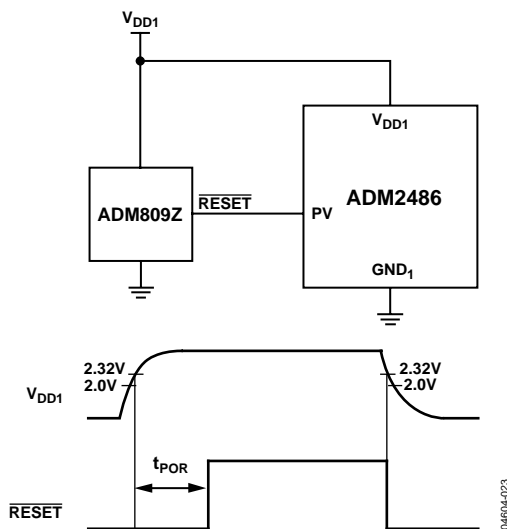 VDD1
VDD1
ADM2486
ADM809Z
RESET
PV
GND1
2.32V
2.0V
VDD1
2.32V
2.0V
tPOR
RESET
04604-023